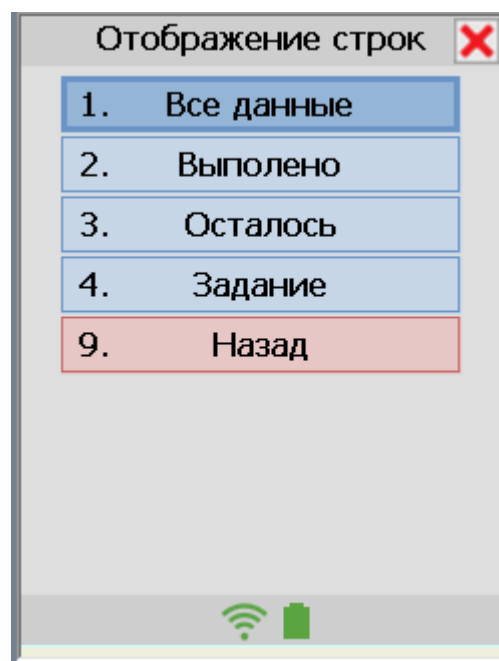 Отображение строк
1. Все данные
2. Выполено
3. Осталось
4. Задание
9. Назад